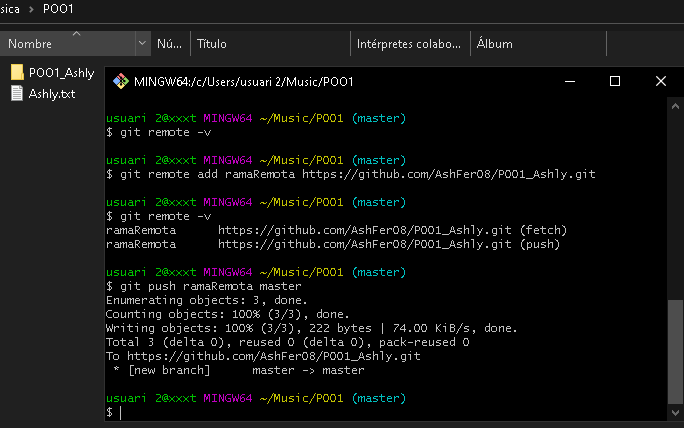 sica > POO1
Nombre Nú... Título Intérpretes colabo... Álbum
POO1_Ashly
Ashly.txt
MINGW64:/c/Users/usuari 2/Music/POO1
usuari 2@xxxt MINGW64 ~/Music/POO1 (master)
$ git remote -v
usuari 2@xxxt MINGW64 ~/Music/POO1 (master)
$ git remote add ramaRemota https://github.com/AshFer08/POO1_Ashly.git
usuari 2@xxxt MINGW64 ~/Music/POO1 (master)
$ git remote -v
ramaRemota https://github.com/AshFer08/POO1_Ashly.git (fetch)
ramaRemota https://github.com/AshFer08/POO1_Ashly.git (push)
usuari 2@xxxt MINGW64 ~/Music/POO1 (master)
$ git push ramaRemota master
Enumerating objects: 3, done.
Counting objects: 100% (3/3), done.
Writing objects: 100% (3/3), 222 bytes | 74.00 KiB/s, done.
Total 3 (delta 0), reused 0 (delta 0), pack-reused 0
To https://github.com/AshFer08/POO1_Ashly.git
* [new branch] master -> master
usuari 2@xxxt MINGW64 ~/Music/POO1 (master)
$